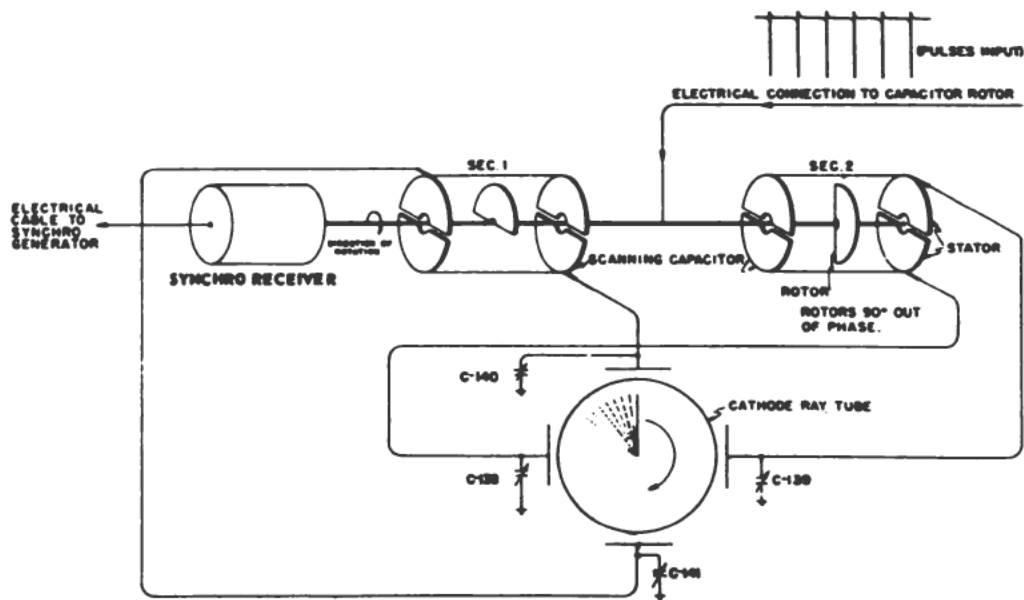 (PULSES INPUT)
ELECTRICAL CONNECTION TO CAPACITOR ROTOR
SEC. 1
SEC. 2
ELECTRICAL
CABLE TO
SYNCHRO
GENERATOR
DIRECTION OF
ROTATION
SCANNING CAPACITOR
STATOR
SYNCHRO RECEIVER
ROTOR
ROTORS 90° OUT
OF PHASE.
C-140
CATHODE RAY TUBE
C-138
C-139
C-141